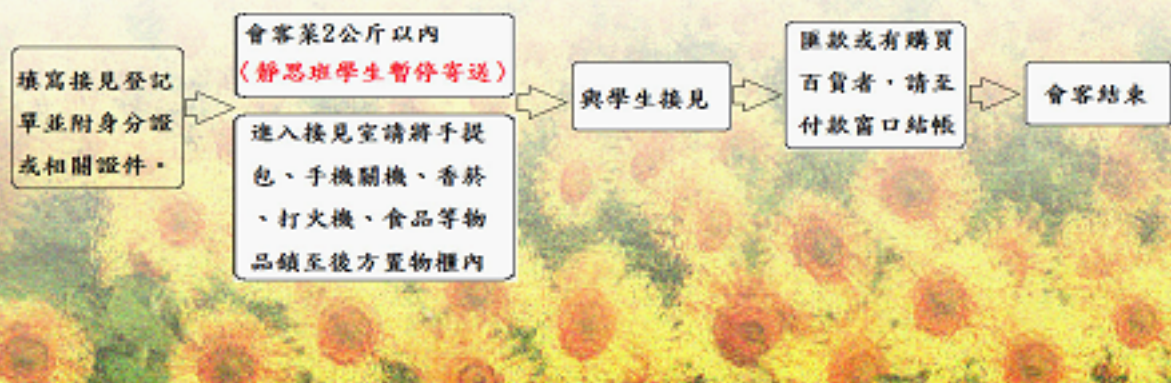 填寫接見登記
單並附身分證
或相關證件。
會客菜2公斤以內
（靜思班學生暫停寄送）
進入接見室請將手提
包、手機關機、香菸
、打火機、食品等物
品鎖至後方置物櫃內
與學生接見
匯款或有購買
百貨者，請至
付款窗口結帳
會客結束